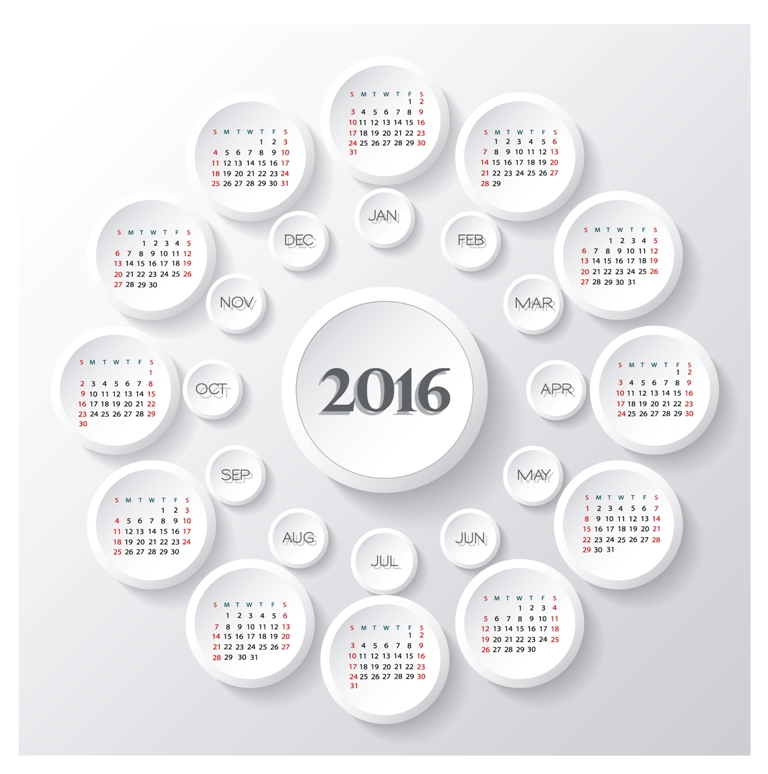 2016
JAN
S M T W T F S
1 2
3 4 5 6 7 8 9
10 11 12 13 14 15 16
17 18 19 20 21 22 23
24 25 26 27 28 29 30
31
FEB
S M T W T F S
1 2 3 4 5 6
7 8 9 10 11 12 13
14 15 16 17 18 19 20
21 22 23 24 25 26 27
28 29
MAR
S M T W T F S
1 2 3 4 5
6 7 8 9 10 11 12
13 14 15 16 17 18 19
20 21 22 23 24 25 26
27 28 29 30 31
APR
S M T W T F S
1 2
3 4 5 6 7 8 9
10 11 12 13 14 15 16
17 18 19 20 21 22 23
24 25 26 27 28 29 30
MAY
S M T W T F S
1 2 3 4 5 6 7
8 9 10 11 12 13 14
15 16 17 18 19 20 21
22 23 24 25 26 27 28
29 30 31
JUN
S M T W T F S
1 2 3 4
5 6 7 8 9 10 11
12 13 14 15 16 17 18
19 20 21 22 23 24 25
26 27 28 29 30
JUL
S M T W T F S
1 2
3 4 5 6 7 8 9
10 11 12 13 14 15 16
17 18 19 20 21 22 23
24 25 26 27 28 29 30
31
AUG
S M T W T F S
1 2 3 4 5 6
7 8 9 10 11 12 13
14 15 16 17 18 19 20
21 22 23 24 25 26 27
28 29 30 31
SEP
S M T W T F S
1 2 3
4 5 6 7 8 9 10
11 12 13 14 15 16 17
18 19 20 21 22 23 24
25 26 27 28 29 30
OCT
S M T W T F S
1
2 3 4 5 6 7 8
9 10 11 12 13 14 15
16 17 18 19 20 21 22
23 24 25 26 27 28 29
30
NOV
S M T W T F S
1 2 3 4 5
6 7 8 9 10 11 12
13 14 15 16 17 18 19
20 21 22 23 24 25 26
27 28 29 30
DEC
S M T W T F S
1 2 3
4 5 6 7 8 9 10
11 12 13 14 15 16 17
18 19 20 21 22 23 24
25 26 27 28 29 30 31